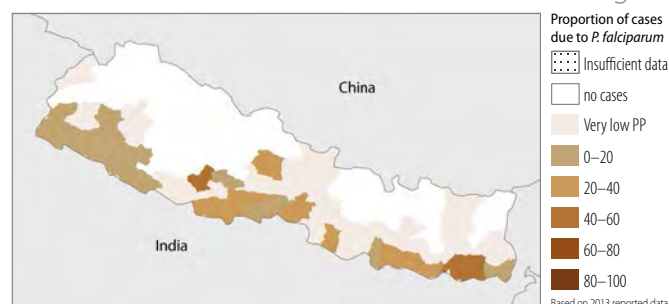 Proportion of cases
due to P. falciparum
Insufficient data
no cases
Very low PP
0–20
20–40
40–60
60–80
80–100
Based on 2013 reported data
China
India